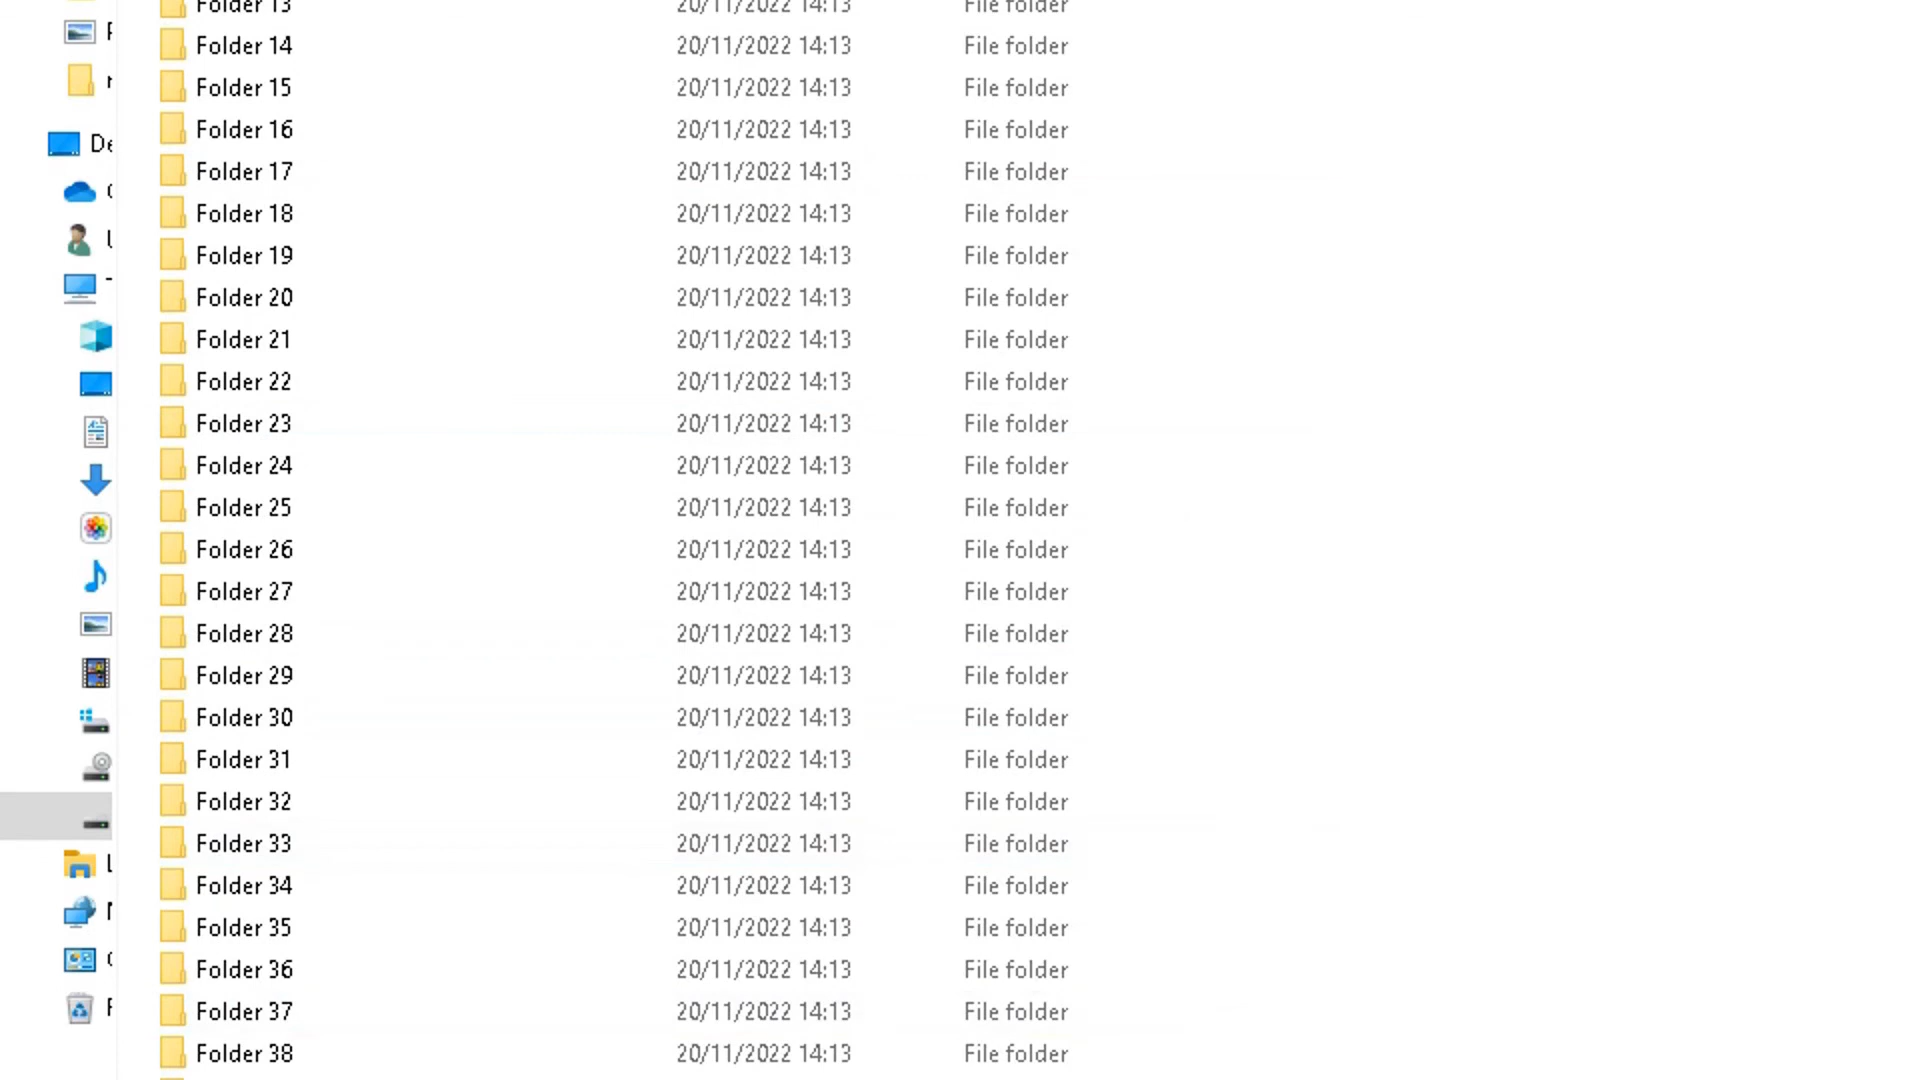 Folder 13 20/11/2022 14:13 File folder
Folder 14 20/11/2022 14:13 File folder
Folder 15 20/11/2022 14:13 File folder
De Folder 16 20/11/2022 14:13 File folder
Folder 17 20/11/2022 14:13 File folder
Folder 18 20/11/2022 14:13 File folder
Folder 19 20/11/2022 14:13 File folder
Folder 20 20/11/2022 14:13 File folder
Folder 21 20/11/2022 14:13 File folder
Folder 22 20/11/2022 14:13 File folder
Folder 23 20/11/2022 14:13 File folder
Folder 24 20/11/2022 14:13 File folder
Folder 25 20/11/2022 14:13 File folder
Folder 26 20/11/2022 14:13 File folder
Folder 27 20/11/2022 14:13 File folder
Folder 28 20/11/2022 14:13 File folder
Folder 29 20/11/2022 14:13 File folder
Folder 30 20/11/2022 14:13 File folder
Folder 31 20/11/2022 14:13 File folder
Folder 32 20/11/2022 14:13 File folder
Folder 33 20/11/2022 14:13 File folder
Folder 34 20/11/2022 14:13 File folder
Folder 35 20/11/2022 14:13 File folder
Folder 36 20/11/2022 14:13 File folder
Folder 37 20/11/2022 14:13 File folder
Folder 38 20/11/2022 14:13 File folder